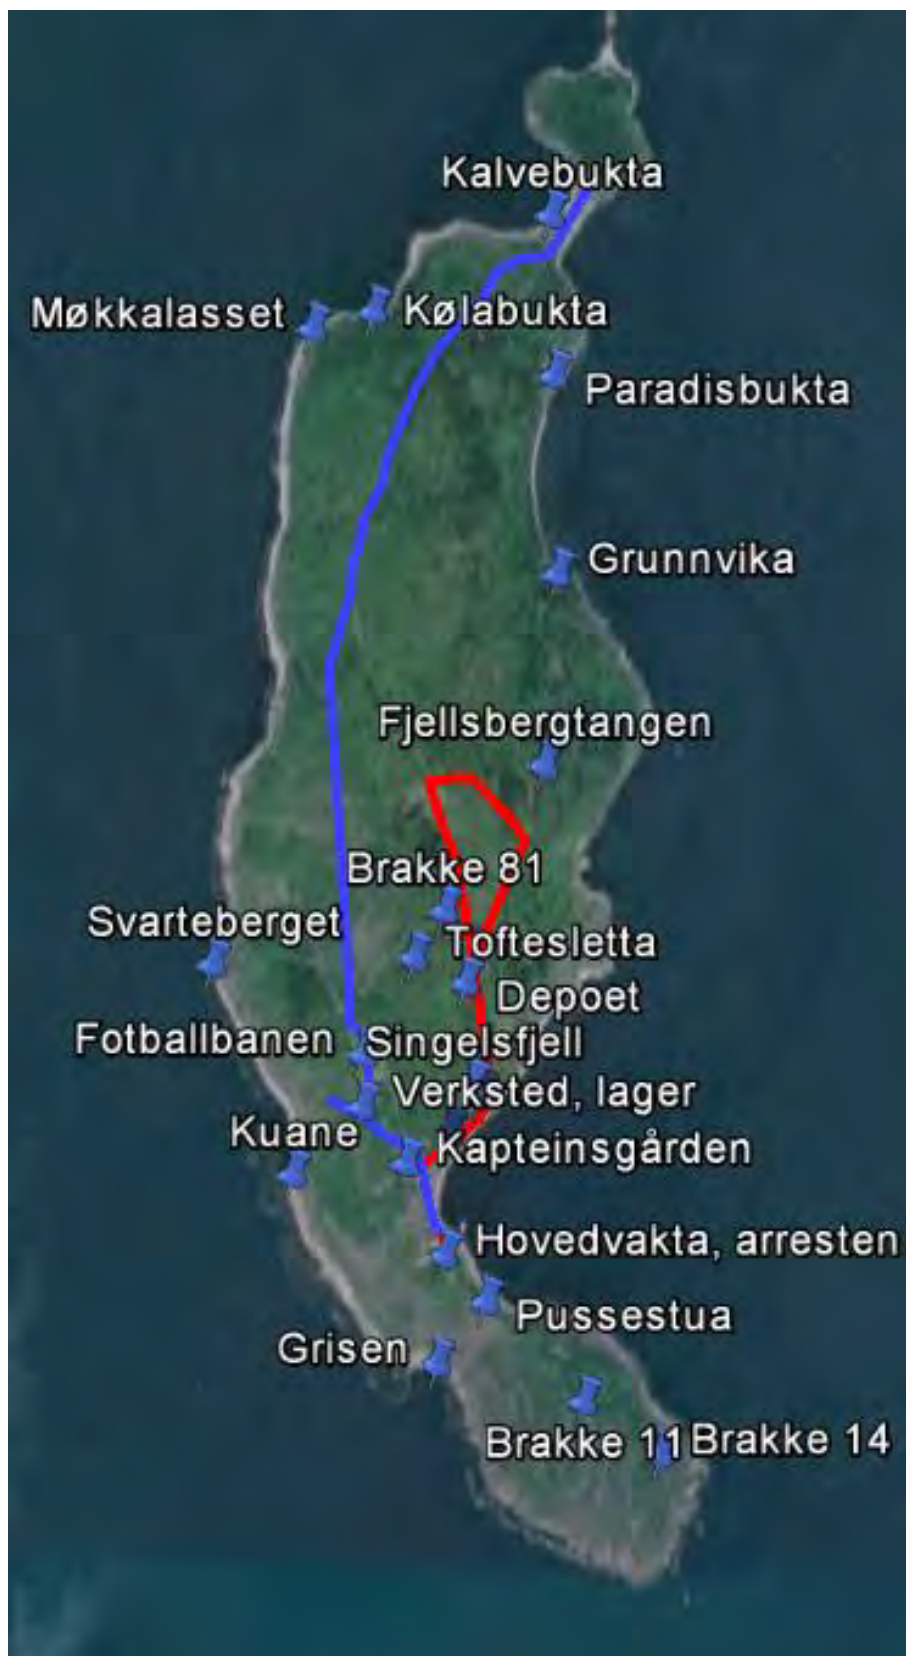 Kalvebukta
Møkkalasset
Kølabukta
Paradisbukta
Grunnvika
Fjellsbergtangen
Brakke 81
Svarteberget
Toftesletta
Depoet
Fotballbanen
Singelsfjell
Verksted, lager
Kuane
Kapteinsgården
Hovedvakta, arresten
Pussestua
Grisen
Brakke 11
Brakke 14